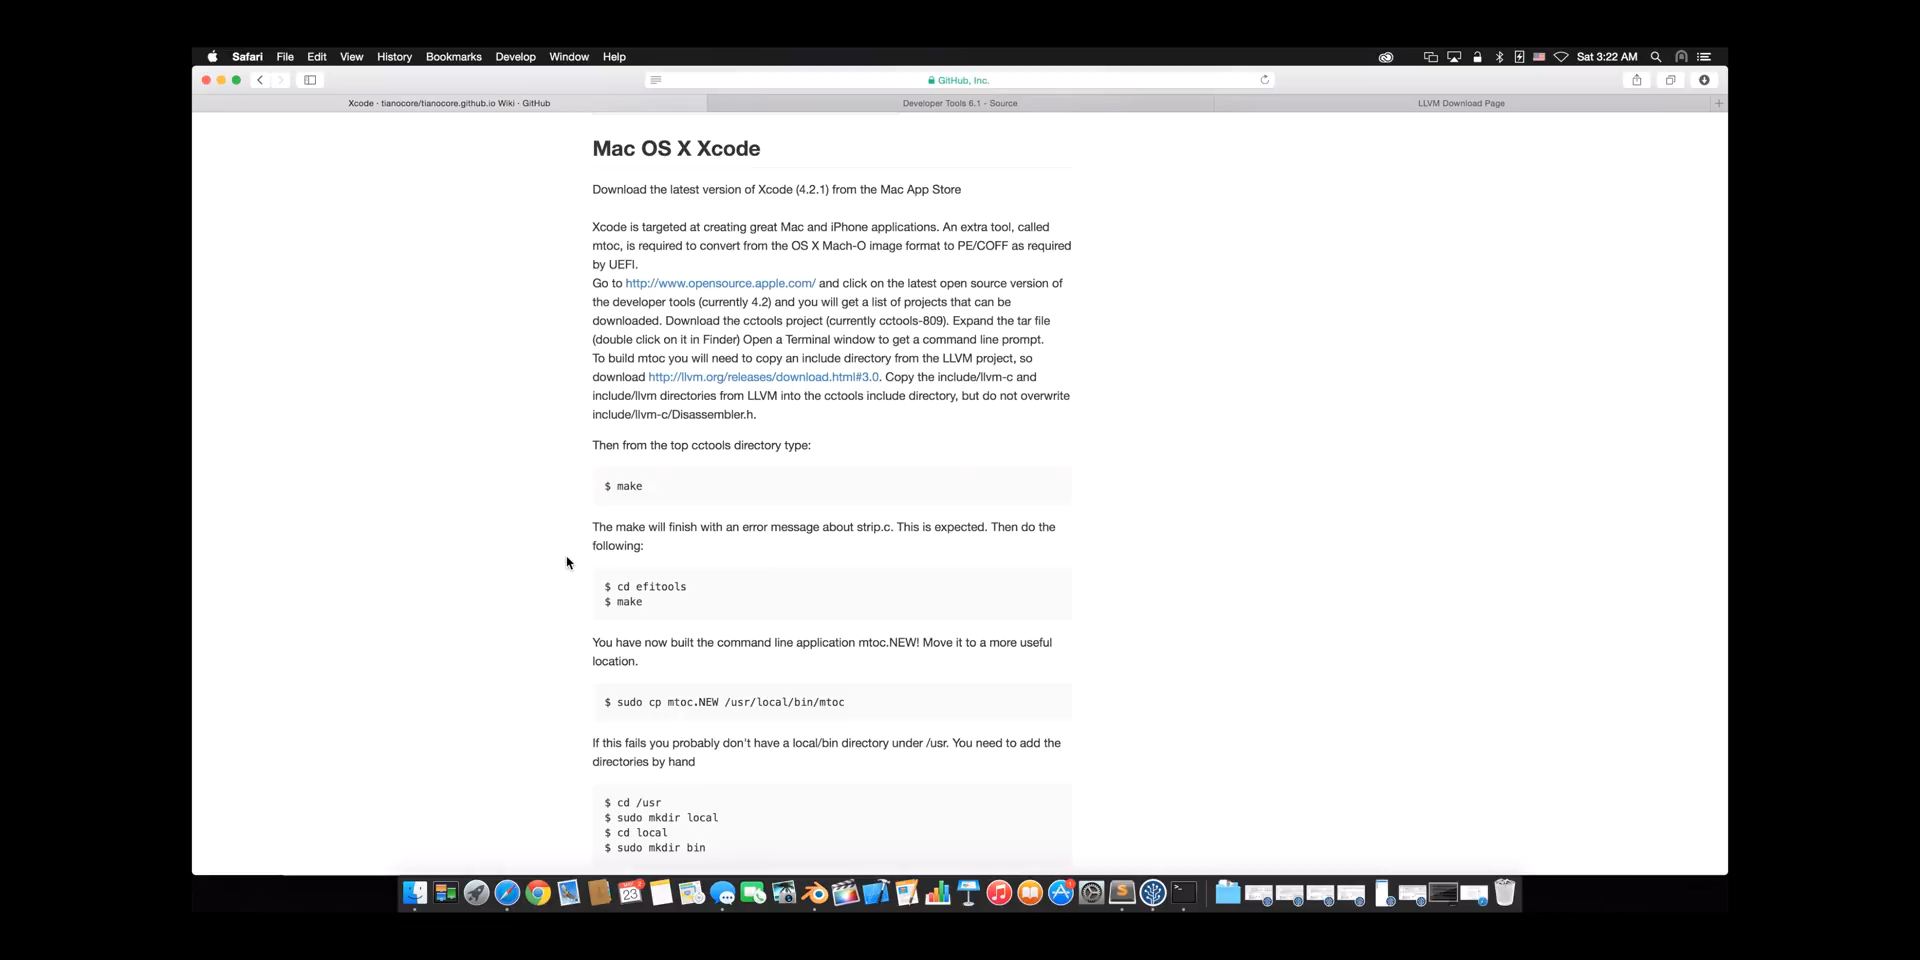 Safari File Edit View History Bookmarks Develop Window Help
Sat 3:22 AM
GitHub, Inc.
Xcode · tianocore/tianocore.github.io Wiki · GitHub
Developer Tools 6.1 - Source
LLVM Download Page
Mac OS X Xcode
Download the latest version of Xcode (4.2.1) from the Mac App Store
Xcode is targeted at creating great Mac and iPhone applications. An extra tool, called
mtoc, is required to convert from the OS X Mach-O image format to PE/COFF as required
by UEFI.
Go to http://www.opensource.apple.com/ and click on the latest open source version of
the developer tools (currently 4.2) and you will get a list of projects that can be
downloaded. Download the cctools project (currently cctools-809). Expand the tar file
(double click on it in Finder) Open a Terminal window to get a command line prompt.
To build mtoc you will need to copy an include directory from the LLVM project, so
download http://llvm.org/releases/download.html#3.0. Copy the include/llvm-c and
include/llvm directories from LLVM into the cctools include directory, but do not overwrite
include/llvm-c/Disassembler.h.
Then from the top cctools directory type:
$ make
The make will finish with an error message about strip.c. This is expected. Then do the
following:
$ cd efitools
$ make
You have now built the command line application mtoc.NEW! Move it to a more useful
location.
$ sudo cp mtoc.NEW /usr/local/bin/mtoc
If this fails you probably don't have a local/bin directory under /usr. You need to add the
directories by hand
$ cd /usr
$ sudo mkdir local
$ cd local
$ sudo mkdir bin
23